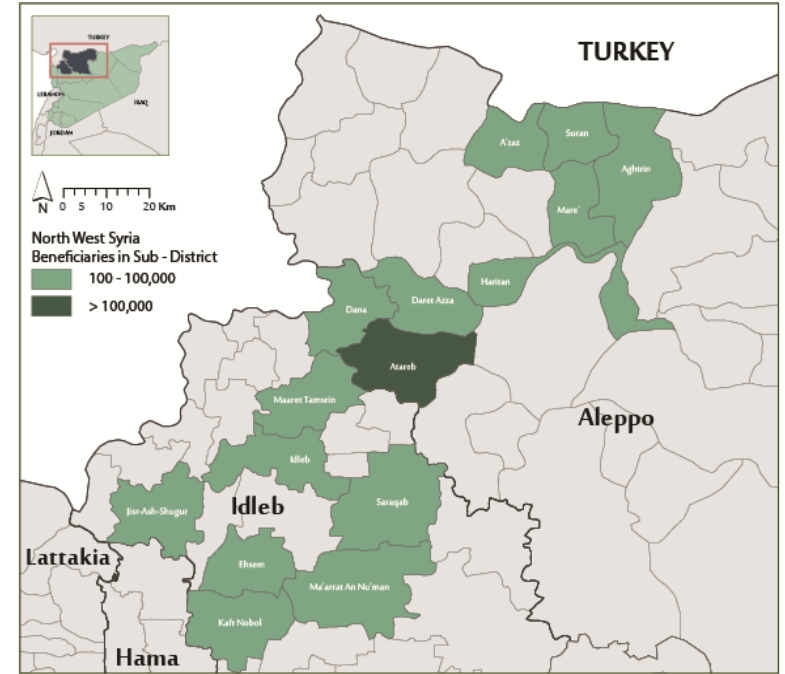 TURKEY
LEBANON
IRAQ
JORDAN
TURKEY
N
0 5 10 20 Km
North West Syria
Beneficiaries in Sub - District
100 - 100,000
> 100,000
A'zaz
Suran
Aghtrin
Mare'
Haritan
Daret Azza
Dana
Atareb
Maaret Tamsrin
Aleppo
Idleb
Saraqab
Jisr-Ash-Shugur
Idleb
Lattakia
Ehsem
Ma'arrat An Nu'man
Kafr Nobol
Hama